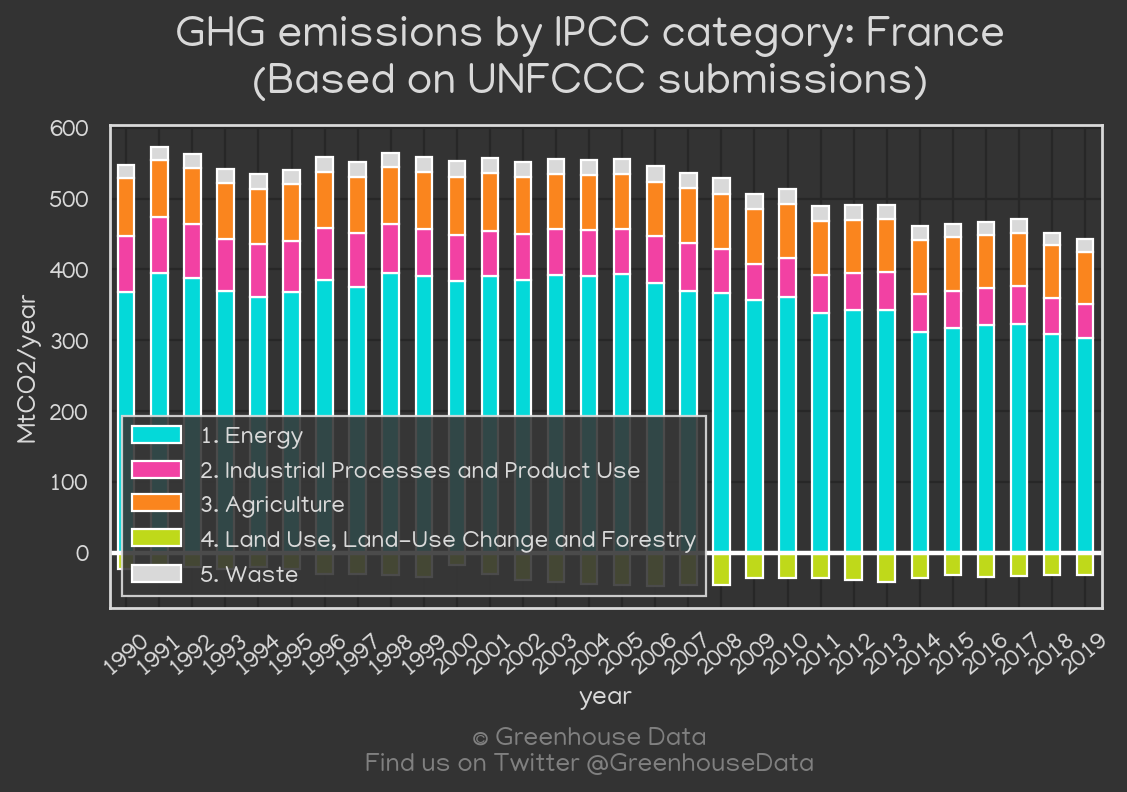 GHG emissions by IPCC category: France
(Based on UNFCCC submissions)
MtCO2/year
600
500
400
300
200
100
0
1. Energy
2. Industrial Processes and Product Use
3. Agriculture
4. Land Use, Land-Use Change and Forestry
5. Waste
1990 1991 1992 1993 1994 1995 1996 1997 1998 1999 2000 2001 2002 2003 2004 2005 2006 2007 2008 2009 2010 2011 2012 2013 2014 2015 2016 2017 2018 2019
year
© Greenhouse Data
Find us on Twitter @GreenhouseData